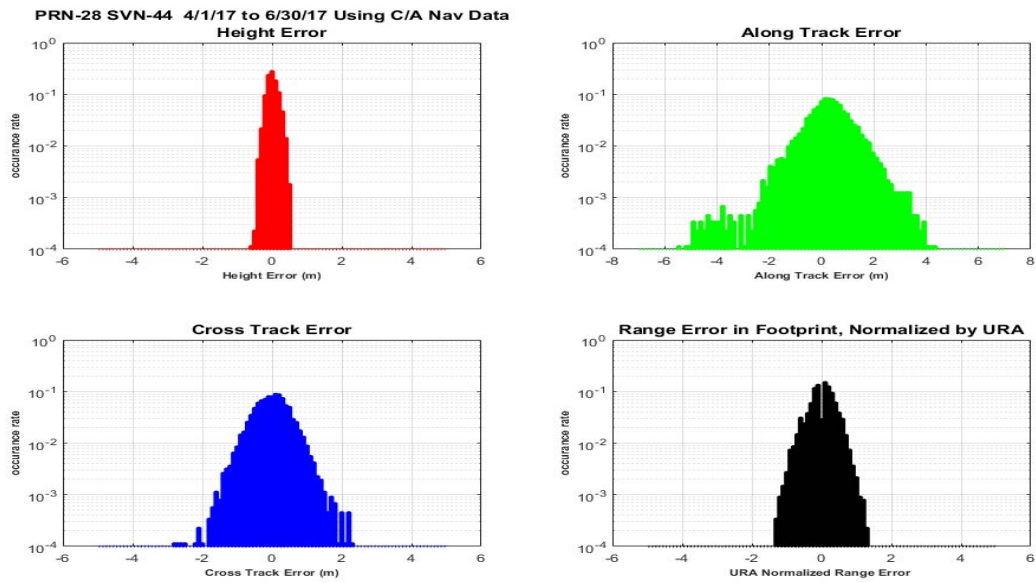 PRN-28 SVN-44 4/1/17 to 6/30/17 Using C/A Nav Data
Height Error
10^0
10^-1
10^-2
10^-3
10^-4
occurance rate
-6 -4 -2 0 2 4 6
Height Error (m)
Along Track Error
10^0
10^-1
10^-2
10^-3
10^-4
occurance rate
-8 -6 -4 -2 0 2 4 6 8
Along Track Error (m)
Cross Track Error
10^0
10^-1
10^-2
10^-3
10^-4
occurance rate
-6 -4 -2 0 2 4 6
Cross Track Error (m)
Range Error in Footprint, Normalized by URA
10^0
10^-1
10^-2
10^-3
10^-4
occurance rate
-6 -4 -2 0 2 4 6
URA Normalized Range Error